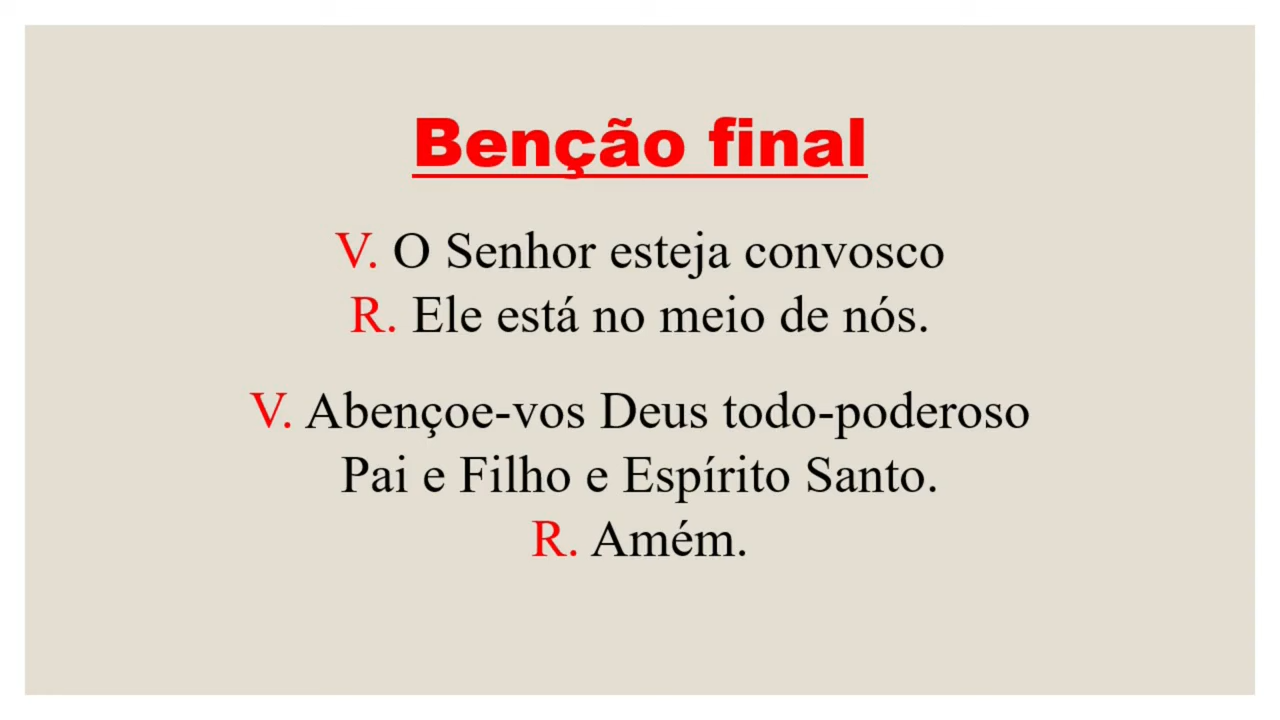 Benção final
V. O Senhor esteja convosco
R. Ele está no meio de nós.
V. Abençoe-vos Deus todo-poderoso
Pai e Filho e Espírito Santo.
R. Amém.